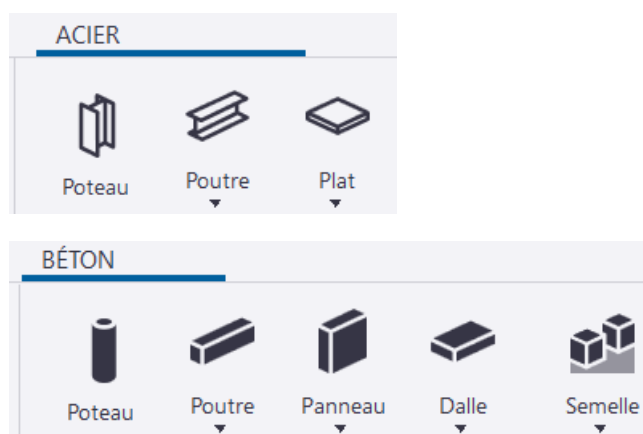 ACIER
Poteau Poutre Plat
BÉTON
Poteau Poutre Panneau Dalle Semelle